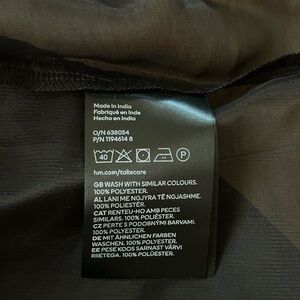 Made in India
Fabriqué en Inde
Hecho en India
O/N 638054
P/N 1194614 8
40 P
hm.com/takecare
GB WASH WITH SIMILAR COLOURS.
100% POLYESTER.
AL LANI ME NGJYRA TË NGJASHME.
100% POLIESTËR.
CAT RENTEU-HO AMB PECES
SIMILARS. 100% POLIÈSTER.
CZ PERTE S PODOBNÝMI BARVAMI.
100% POLYESTER.
DE MIT ÄHNLICHEN FARBEN
WASCHEN. 100% POLYESTER.
EE PESE KOOS SARNAST VÄRVI
RIIETEGA. 100% POLÜESTER.